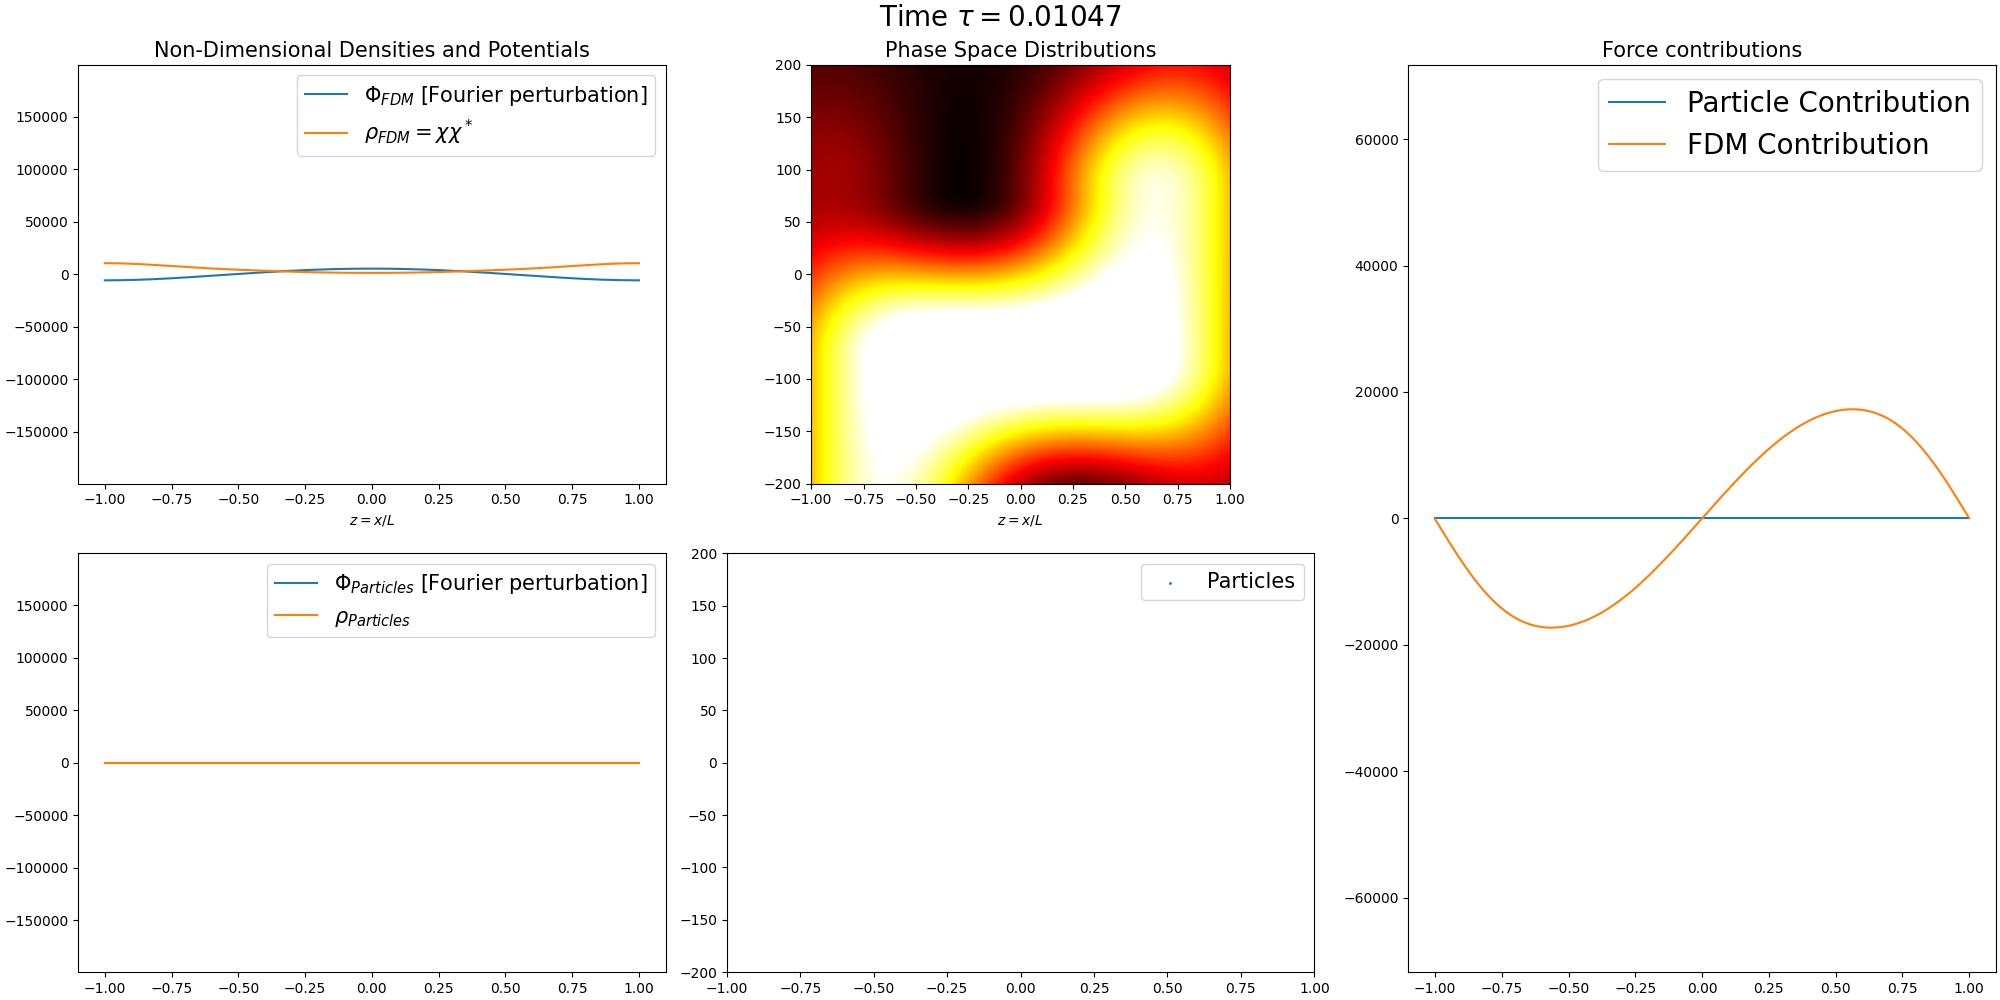 Time τ = 0.01047
Non-Dimensional Densities and Potentials
Φ_FDM [Fourier perturbation]
ρ_FDM = χχ*
150000
100000
50000
0
−50000
−100000
−150000
−1.00 −0.75 −0.50 −0.25 0.00 0.25 0.50 0.75 1.00
z = x/L
Phase Space Distributions
200
150
100
50
0
−50
−100
−150
−200
−1.00 −0.75 −0.50 −0.25 0.00 0.25 0.50 0.75 1.00
z = x/L
Force contributions
Particle Contribution
FDM Contribution
60000
40000
20000
0
−20000
−40000
−60000
−1.00 −0.75 −0.50 −0.25 0.00 0.25 0.50 0.75 1.00
Φ_Particles [Fourier perturbation]
ρ_Particles
150000
100000
50000
0
−50000
−100000
−150000
−1.00 −0.75 −0.50 −0.25 0.00 0.25 0.50 0.75 1.00
Particles
200
150
100
50
0
−50
−100
−150
−200
−1.00 −0.75 −0.50 −0.25 0.00 0.25 0.50 0.75 1.00